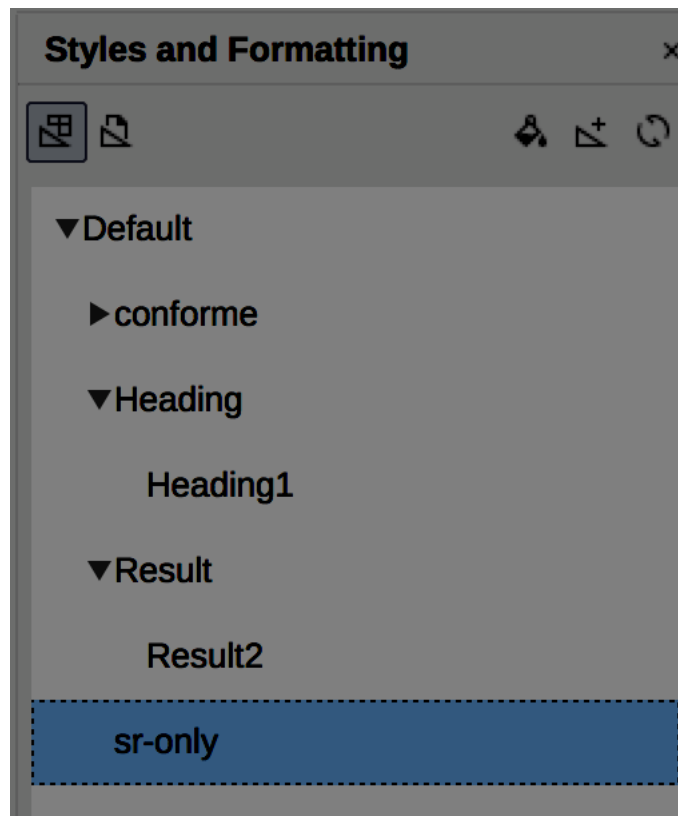 Styles and Formatting
Default
conforme
Heading
Heading1
Result
Result2
sr-only